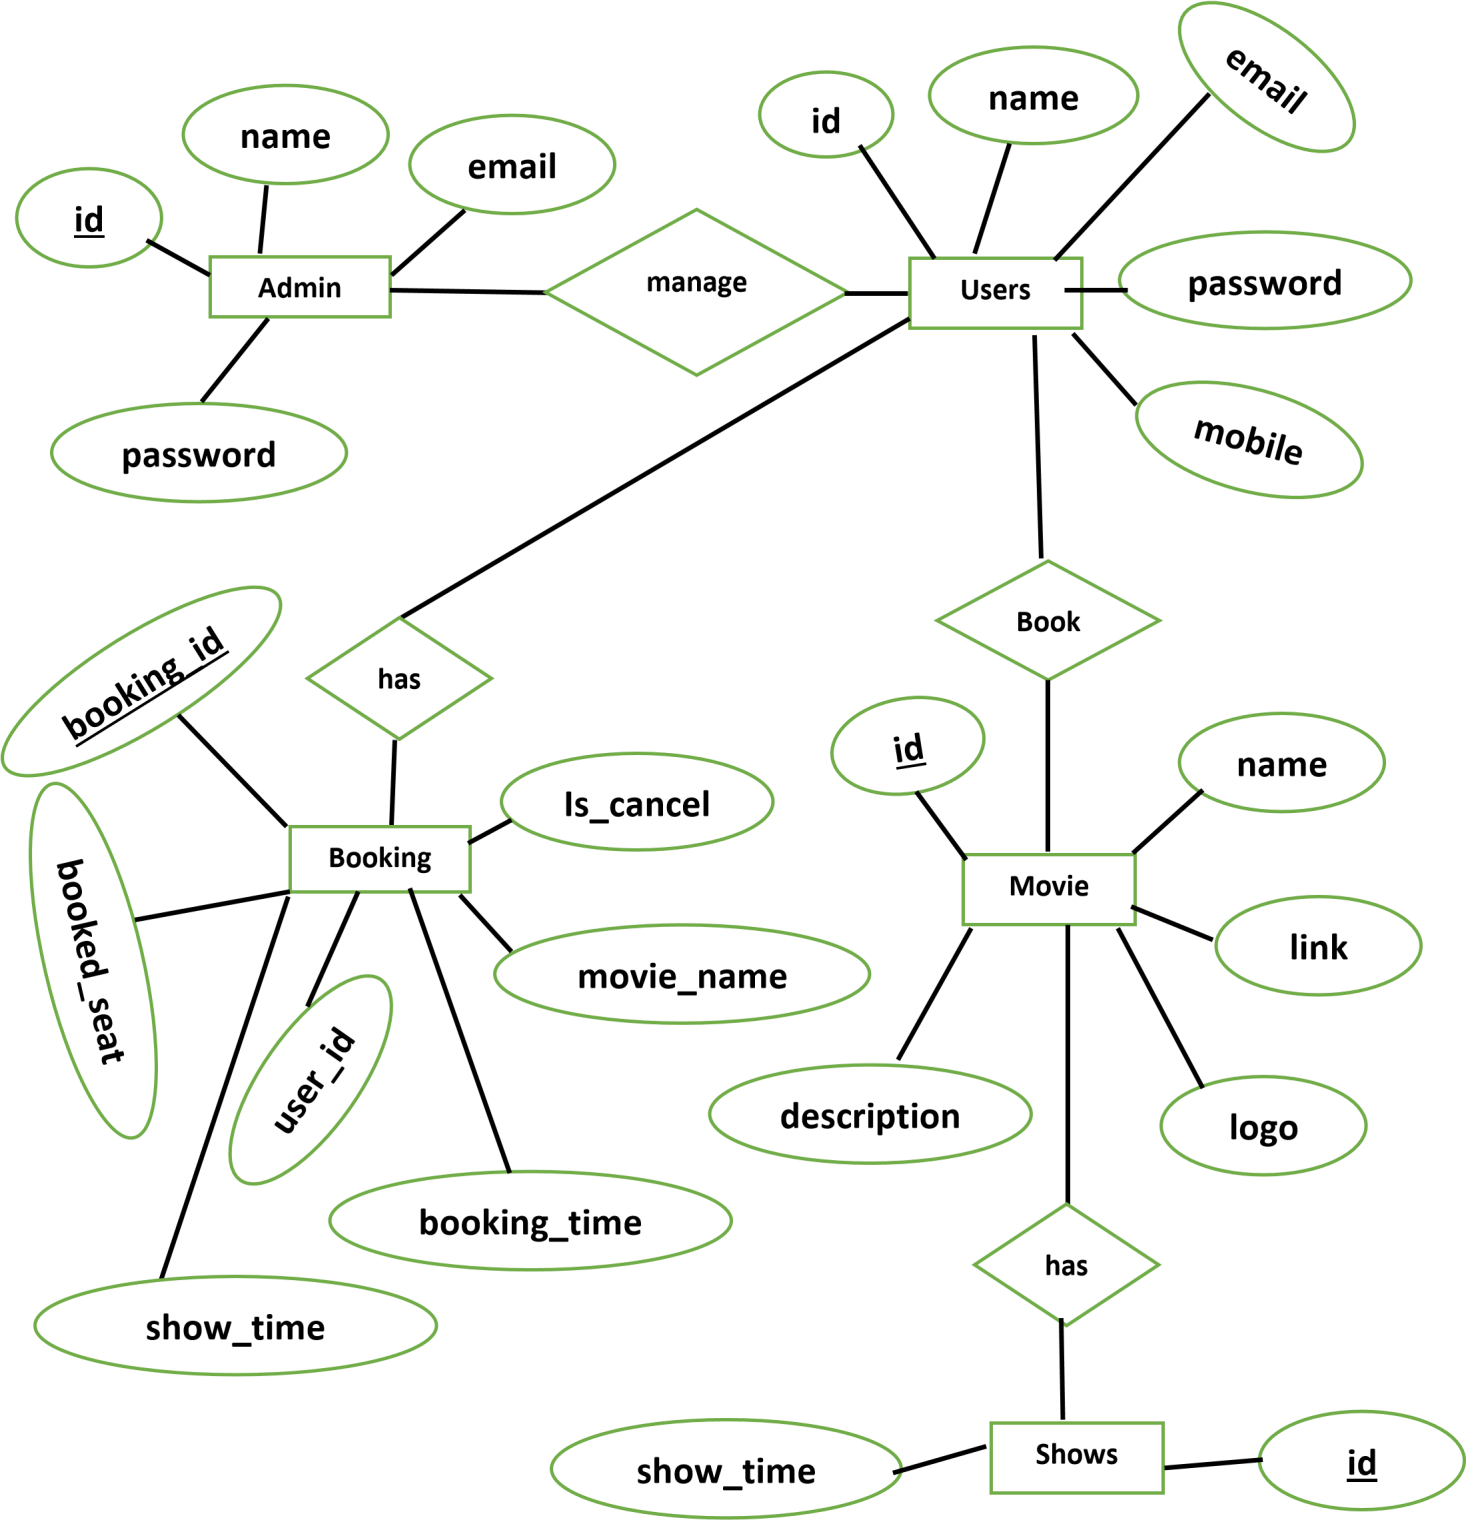 email
name
id
name
email
id
manage
password
Admin
Users
mobile
password
Book
has
booking_id
id
name
Is_cancel
Booking
Movie
link
booked_seat
movie_name
user_id
description
logo
booking_time
has
show_time
Shows
show_time
id